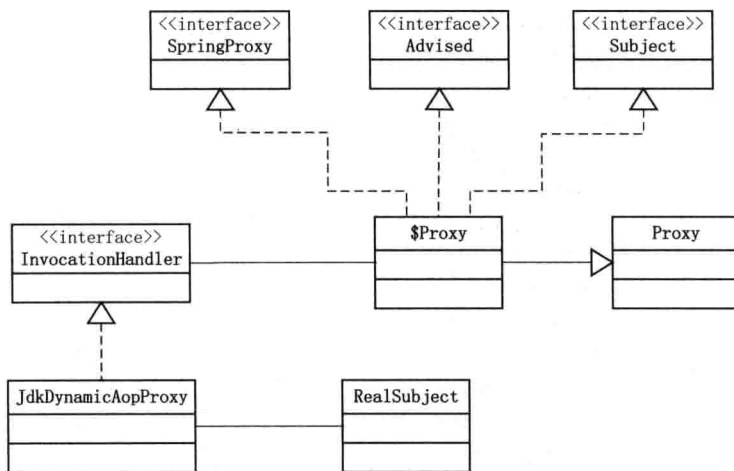 <<interface>>
SpringProxy
<<interface>>
Advised
<<interface>>
Subject
<<interface>>
InvocationHandler
$Proxy
Proxy
JdkDynamicAopProxy
RealSubject